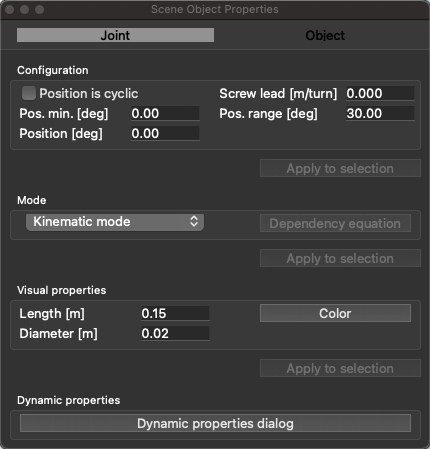 Scene Object Properties
Joint Object
Configuration
Position is cyclic Screw lead [m/turn] 0.000
Pos. min. [deg] 0.00 Pos. range [deg] 30.00
Position [deg] 0.00
Apply to selection
Mode
Kinematic mode Dependency equation
Apply to selection
Visual properties
Length [m] 0.15 Color
Diameter [m] 0.02
Apply to selection
Dynamic properties
Dynamic properties dialog